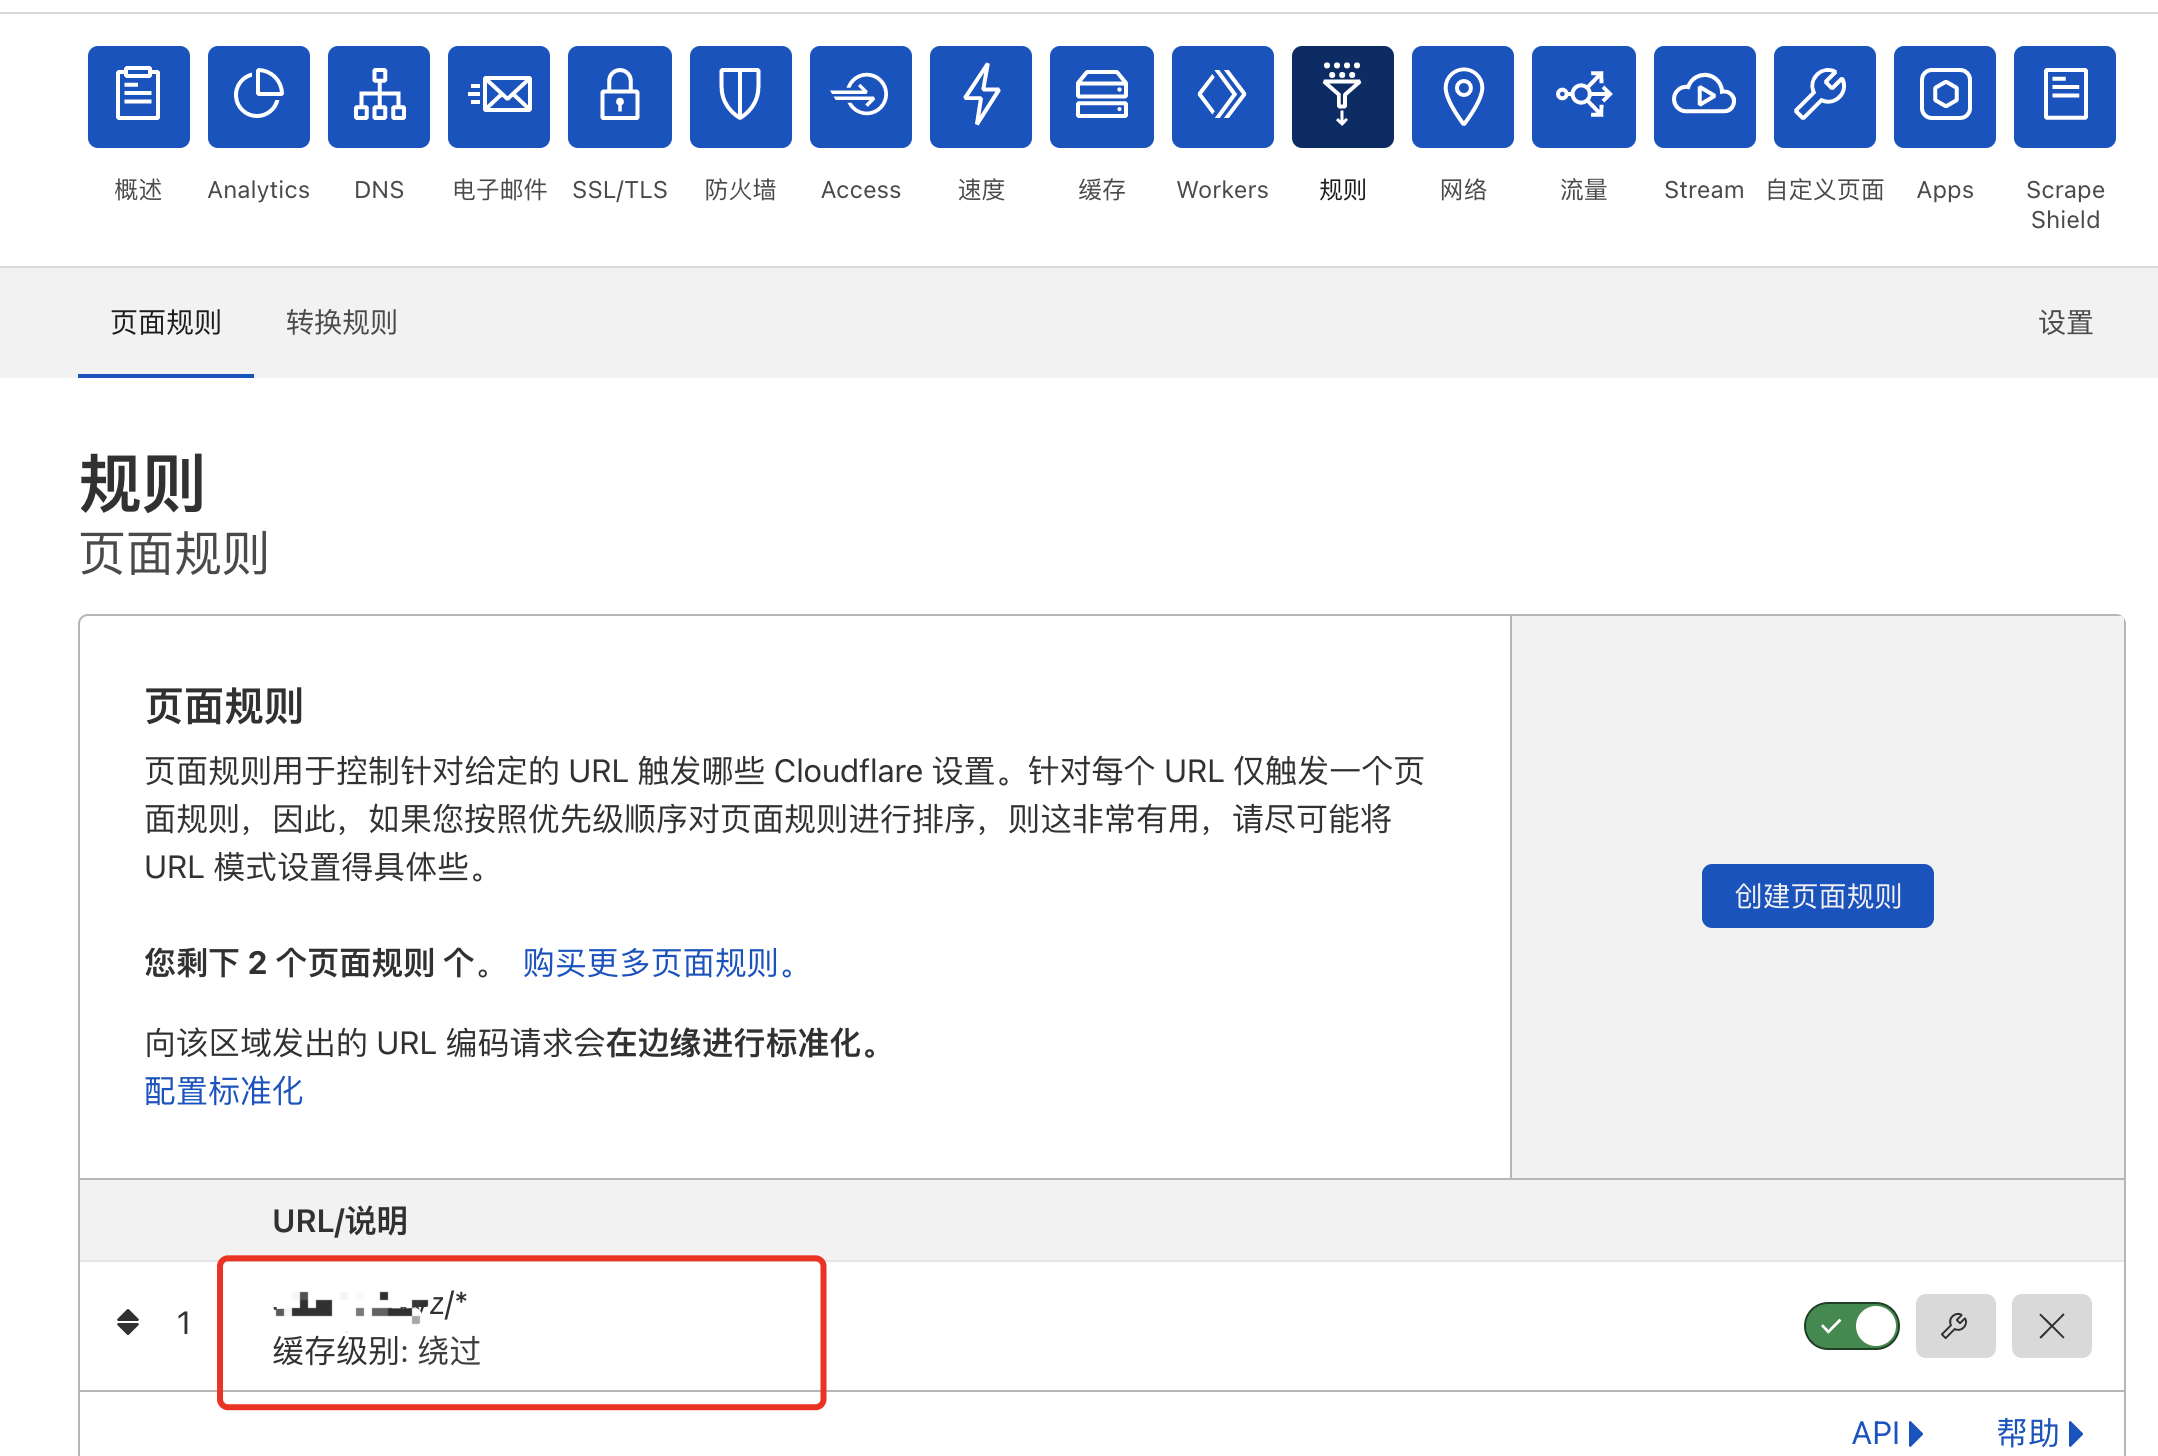 概述
Analytics
DNS
电子邮件
SSL/TLS
防火墙
Access
速度
缓存
Workers
规则
网络
流量
Stream
自定义页面
Apps
Scrape
Shield
页面规则
转换规则
设置
规则
页面规则
页面规则
页面规则用于控制针对给定的 URL 触发哪些 Cloudflare 设置。针对每个 URL 仅触发一个页
面规则，因此，如果您按照优先级顺序对页面规则进行排序，则这非常有用，请尽可能将
URL 模式设置得具体些。
创建页面规则
您剩下 2 个页面规则 个。 购买更多页面规则。
向该区域发出的 URL 编码请求会在边缘进行标准化。
配置标准化
URL/说明
1
z/*
缓存级别: 绕过
API
帮助